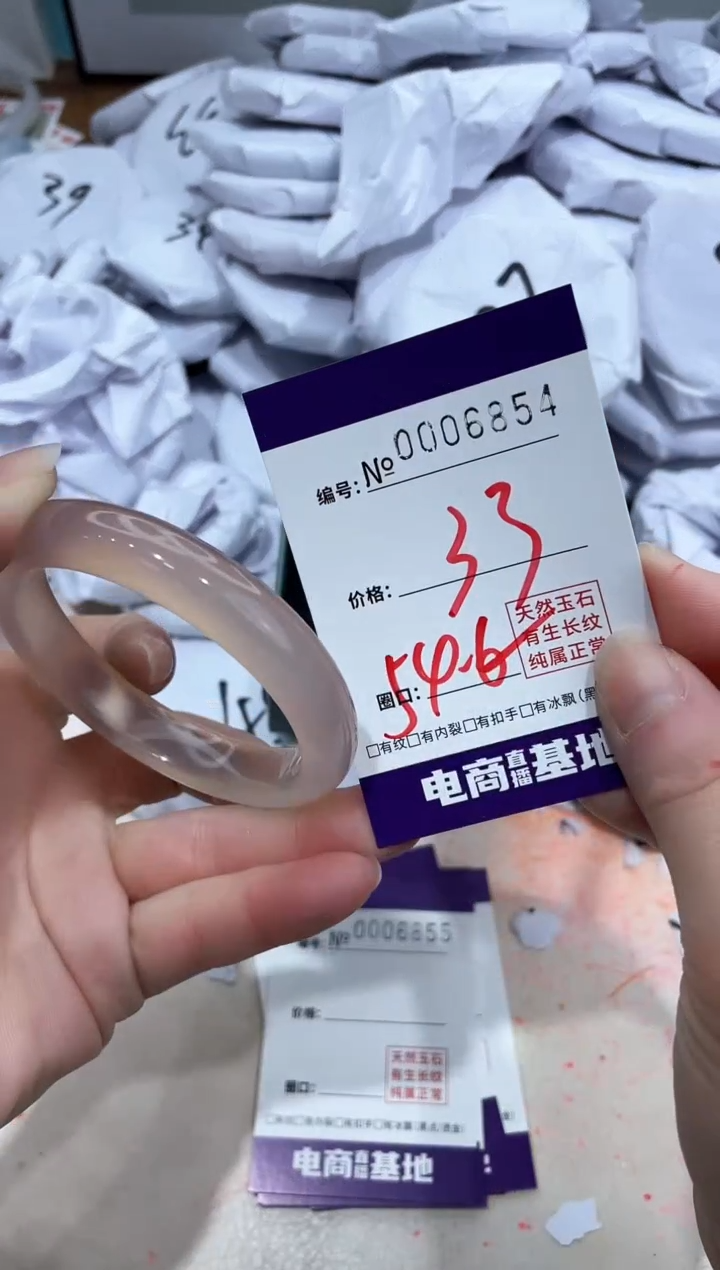 39
编号: №0006854
价格: 33
天然玉石
有生长纹
纯属正常
圈口: 54.6
□有纹□有内裂□有扣手□有冰飘(黑
电商直播基地
№0006855
价格:
天然玉石
有生长纹
纯属正常
圈口:
电商直播基地